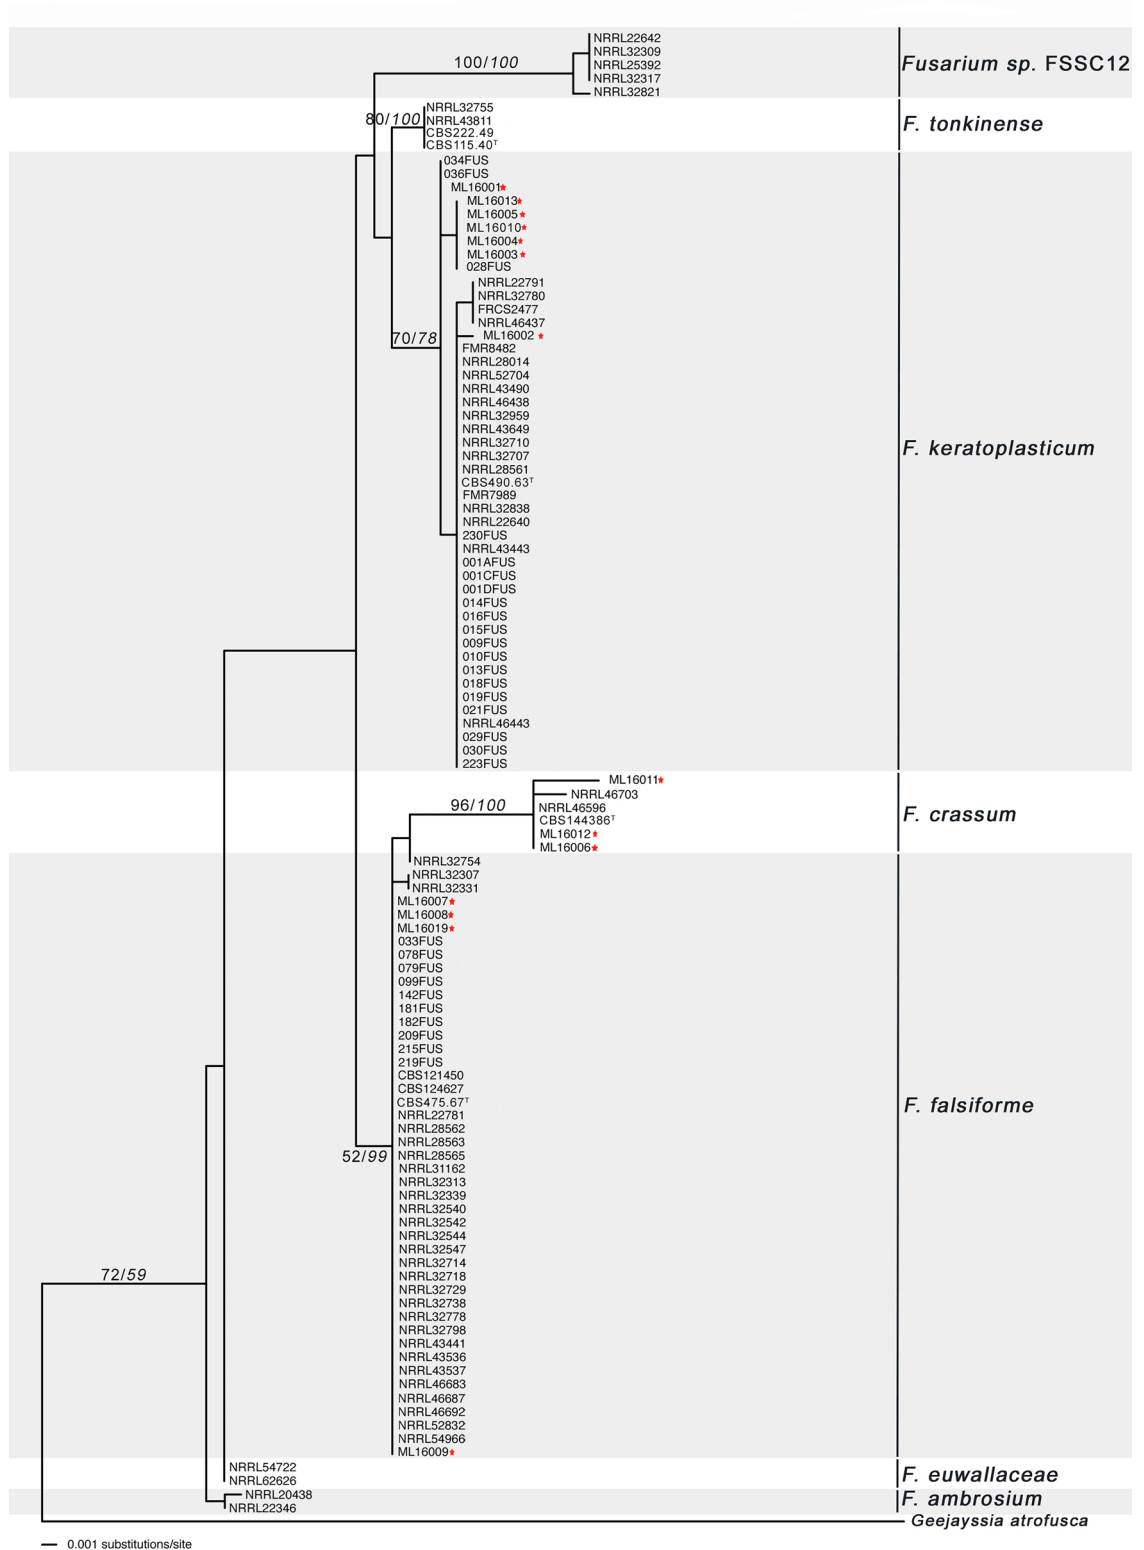 NRRL22642
NRRL32309
100/100
NRRL25392
Fusarium sp. FSSC12
NRRL32317
NRRL32821
NRRL32755
80/100
NRRL43811
F. tonkinense
CBS222.49
CBS115.40T
034FUS
036FUS
ML16001
ML16013
ML16005
ML16010
ML16004
ML16003
028FUS
NRRL22791
NRRL32780
FRCS2477
NRRL46437
70/78
ML16002
FMR8482
NRRL28014
NRRL52704
NRRL43490
NRRL46438
NRRL32959
NRRL43649
NRRL32710
F. keratoplasticum
NRRL32707
NRRL28561
CBS490.63T
FMR7989
NRRL32838
NRRL22640
230FUS
NRRL43443
001AFUS
001CFUS
001DFUS
014FUS
016FUS
015FUS
009FUS
010FUS
013FUS
018FUS
019FUS
021FUS
NRRL46443
029FUS
030FUS
223FUS
ML16011
NRRL46703
96/100
NRRL46596
F. crassum
CBS144386T
ML16012
ML16006
NRRL32754
NRRL32307
NRRL32331
ML16007
ML16008
ML16019
033FUS
078FUS
079FUS
099FUS
142FUS
181FUS
182FUS
209FUS
215FUS
219FUS
CBS121450
CBS124627
CBS475.67T
F. falsiforme
NRRL22781
NRRL28562
NRRL28563
52/99
NRRL28565
NRRL31162
NRRL32313
NRRL32339
NRRL32540
NRRL32542
NRRL32544
NRRL32547
NRRL32714
72/59
NRRL32718
NRRL32729
NRRL32738
NRRL32778
NRRL32798
NRRL43441
NRRL43536
NRRL43537
NRRL46683
NRRL46687
NRRL46692
NRRL52832
NRRL54966
ML16009
NRRL54722
F. euwallaceae
NRRL62626
NRRL20438
F. ambrosium
NRRL22346
Geejayssia atrofusca
0.001 substitutions/site